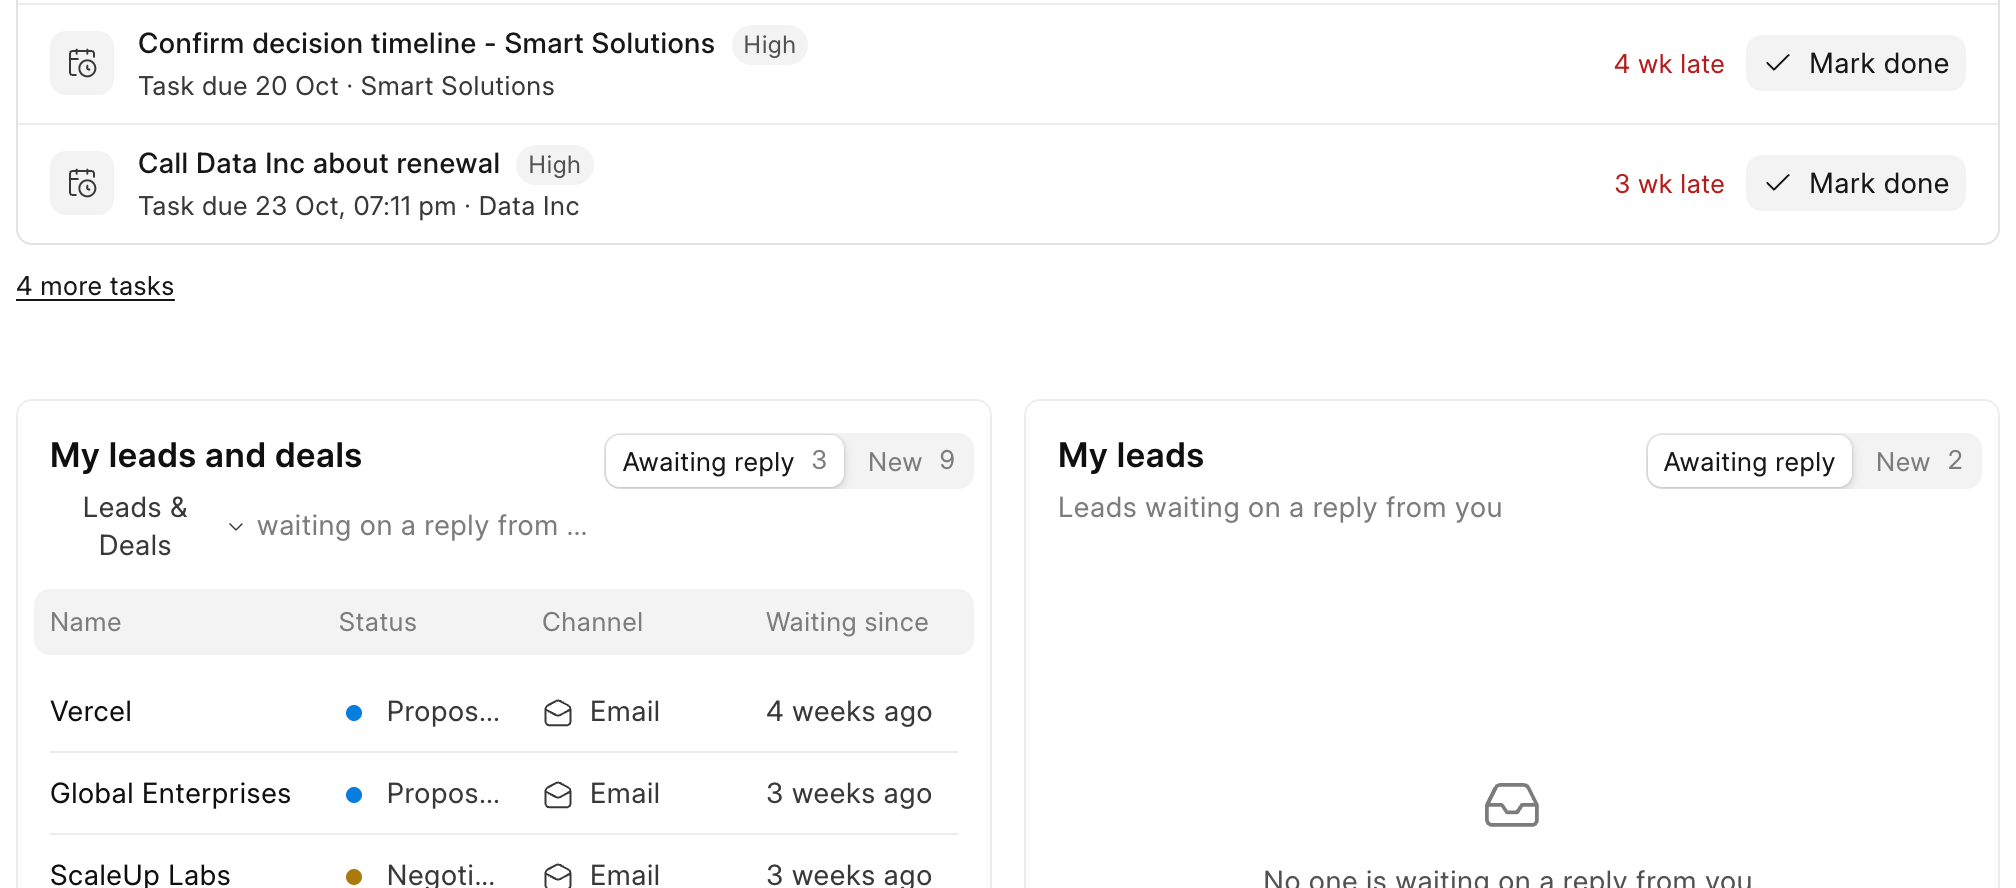 Confirm decision timeline - Smart Solutions High
Task due 20 Oct · Smart Solutions
4 wk late
Mark done
Call Data Inc about renewal High
Task due 23 Oct, 07:11 pm · Data Inc
3 wk late
Mark done
4 more tasks
My leads and deals
Awaiting reply 3 New 9
Leads &
Deals
waiting on a reply from ...
Name Status Channel Waiting since
Vercel Propos... Email 4 weeks ago
Global Enterprises Propos... Email 3 weeks ago
ScaleUp Labs Negoti... Email 3 weeks ago
My leads
Awaiting reply New 2
Leads waiting on a reply from you
No one is waiting on a reply from you.